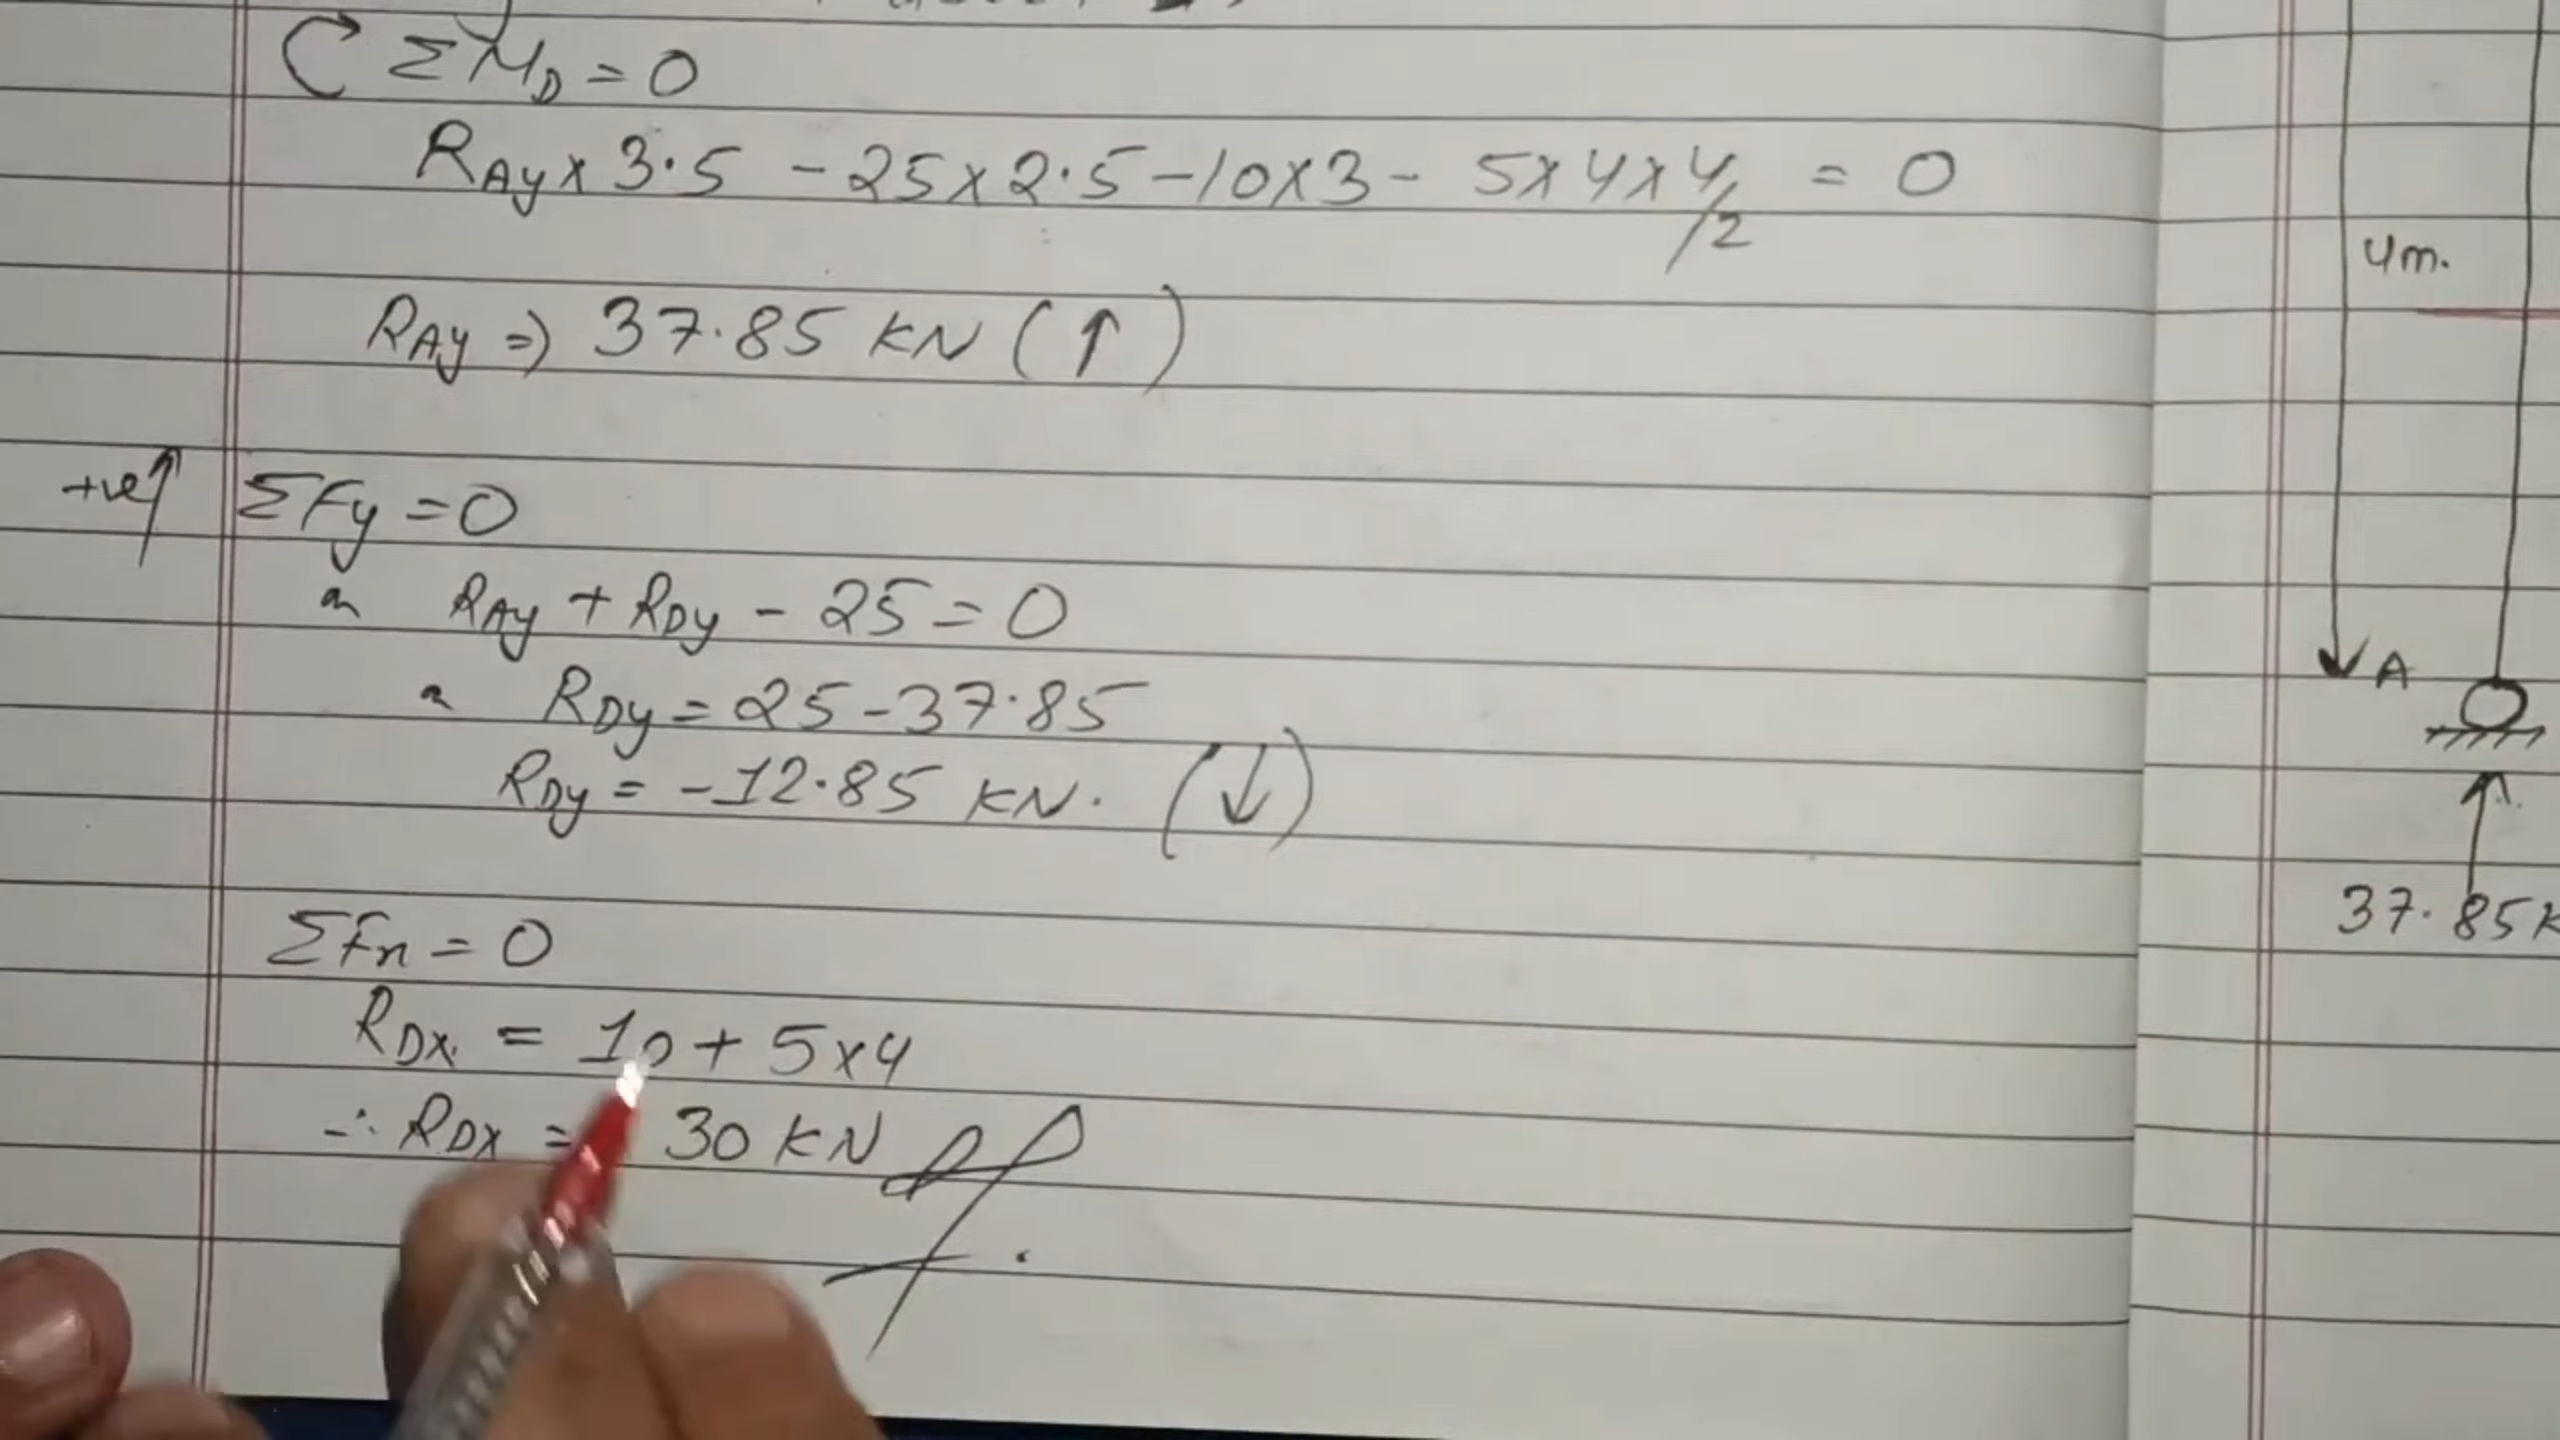 ΣM_D = 0
R_Ay × 3.5 - 25×2.5 - 10×3 - 5×4×4/2 = 0
R_Ay ⇒ 37.85 KN (↑)
+ve↑ ΣFy = 0
R_Ay + R_Dy - 25 = 0
R_Dy = 25 - 37.85
R_Dy = -12.85 KN. (↓)
ΣFx = 0
R_Dx = 10 + 5×4
∴ R_Dx = 30 KN
4m.
A
37.85K